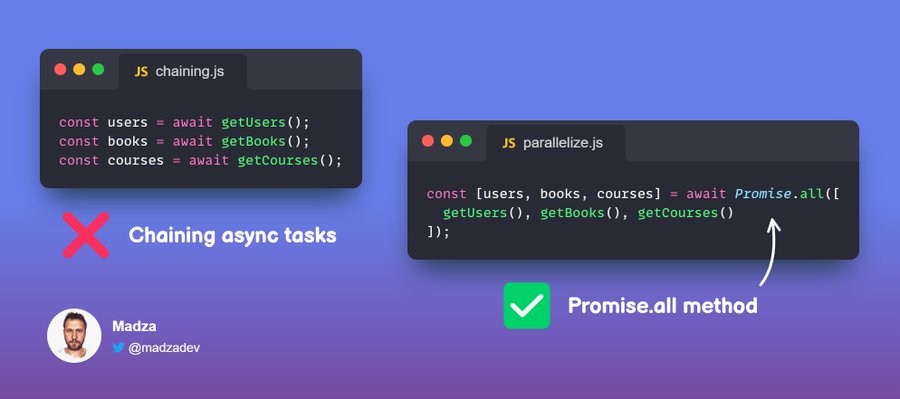 JS chaining.js
const users = await getUsers();
const books = await getBooks();
const courses = await getCourses();
Chaining async tasks
JS parallelize.js
const [users, books, courses] = await Promise.all([
getUsers(), getBooks(), getCourses()
]);
Promise.all method
Madza
@madzadev